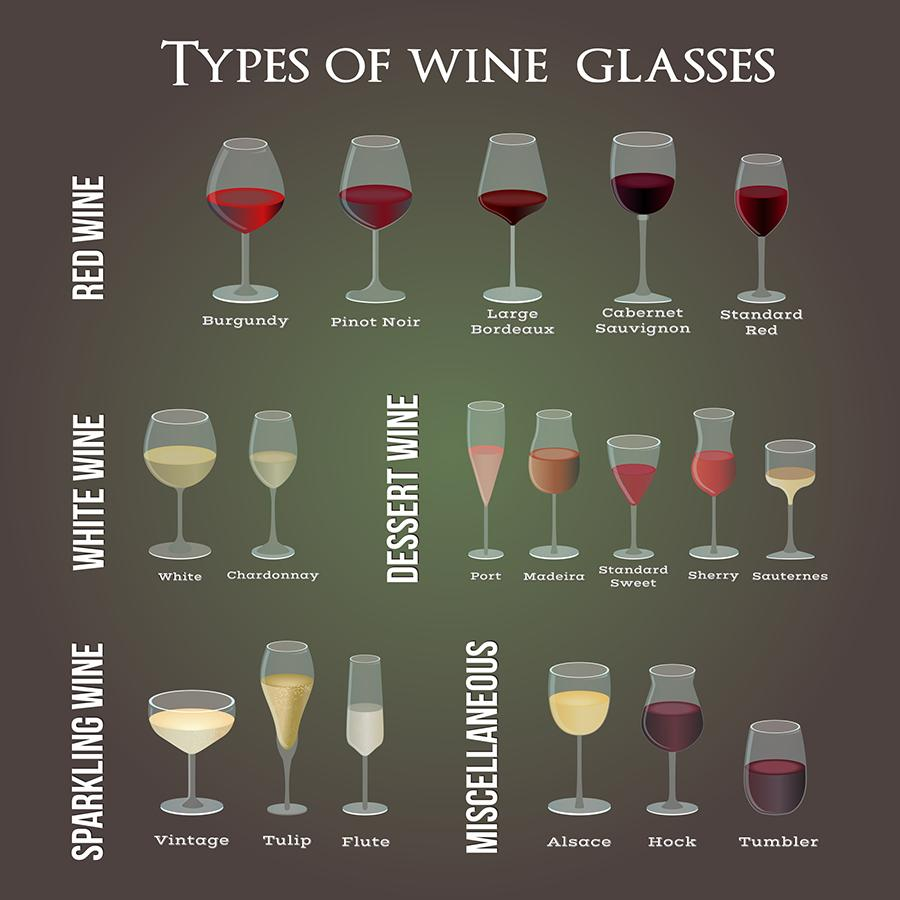 TYPES OF WINE GLASSES
RED WINE
Burgundy
Pinot Noir
Large
Bordeaux
Cabernet
Sauvignon
Standard
Red
WHITE WINE
White
Chardonnay
DESSERT WINE
Port
Madeira
Standard
Sweet
Sherry
Sauternes
SPARKLING WINE
Vintage
Tulip
Flute
MISCELLANEOUS
Alsace
Hock
Tumbler